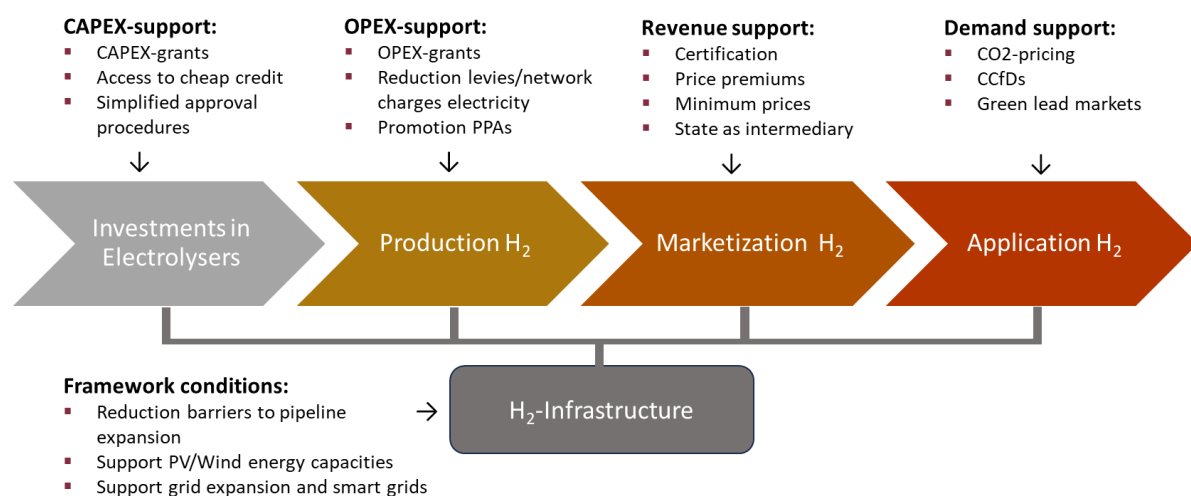 CAPEX-support:
▪ CAPEX-grants
▪ Access to cheap credit
▪ Simplified approval
procedures
OPEX-support:
▪ OPEX-grants
▪ Reduction levies/network
charges electricity
▪ Promotion PPAs
Revenue support:
▪ Certification
▪ Price premiums
▪ Minimum prices
▪ State as intermediary
Demand support:
▪ CO2-pricing
▪ CCfDs
▪ Green lead markets
Investments in
Electrolysers
Production H₂
Marketization H₂
Application H₂
Framework conditions:
▪ Reduction barriers to pipeline
expansion
▪ Support PV/Wind energy capacities
▪ Support grid expansion and smart grids
H₂-Infrastructure